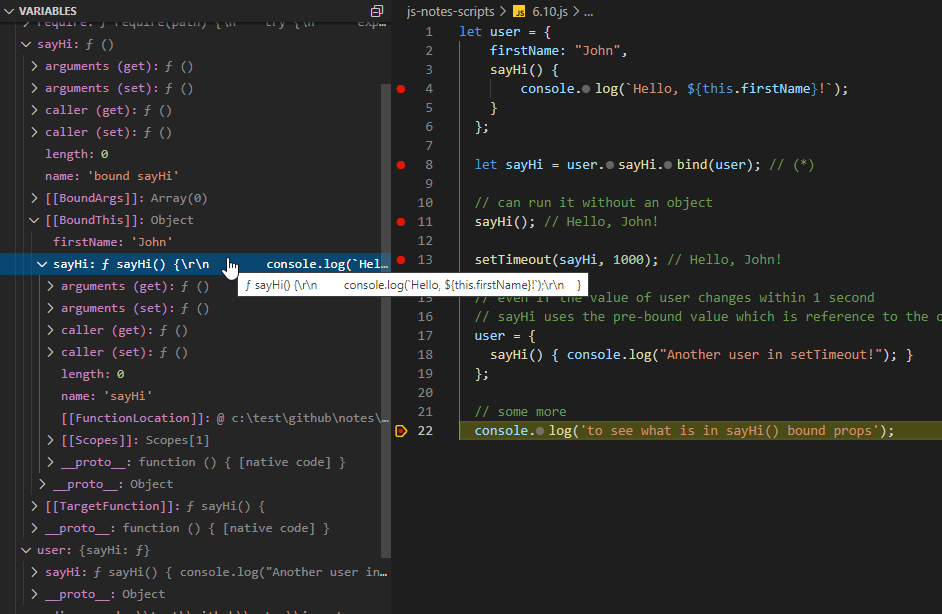 VARIABLES
require: ƒ require(path) {\r\n try {\r\n exp…
sayHi: ƒ ()
arguments (get): ƒ ()
arguments (set): ƒ ()
caller (get): ƒ ()
caller (set): ƒ ()
length: 0
name: 'bound sayHi'
[[BoundArgs]]: Array(0)
[[BoundThis]]: Object
firstName: 'John'
sayHi: ƒ sayHi() {\r\n console.log(`Hel…
ƒ sayHi() {\r\n console.log(`Hello, ${this.firstName}!`);\r\n }
arguments (get): ƒ ()
arguments (set): ƒ ()
caller (get): ƒ ()
caller (set): ƒ ()
length: 0
name: 'sayHi'
[[FunctionLocation]]: @ c:\test\github\notes\…
[[Scopes]]: Scopes[1]
__proto__: function () { [native code] }
__proto__: Object
[[TargetFunction]]: ƒ sayHi() {
__proto__: function () { [native code] }
user: {sayHi: ƒ}
sayHi: ƒ sayHi() { console.log("Another user in…
__proto__: Object
js-notes-scripts > JS 6.10.js > ...
1 let user = {
2 firstName: "John",
3 sayHi() {
4 console.log(`Hello, ${this.firstName}!`);
5 }
6 };
7
8 let sayHi = user.sayHi.bind(user); // (*)
9
10 // can run it without an object
11 sayHi(); // Hello, John!
12
13 setTimeout(sayHi, 1000); // Hello, John!
15 // even if the value of user changes within 1 second
16 // sayHi uses the pre-bound value which is reference to the o
17 user = {
18 sayHi() { console.log("Another user in setTimeout!"); }
19 };
20
21 // some more
22 console.log('to see what is in sayHi() bound props');